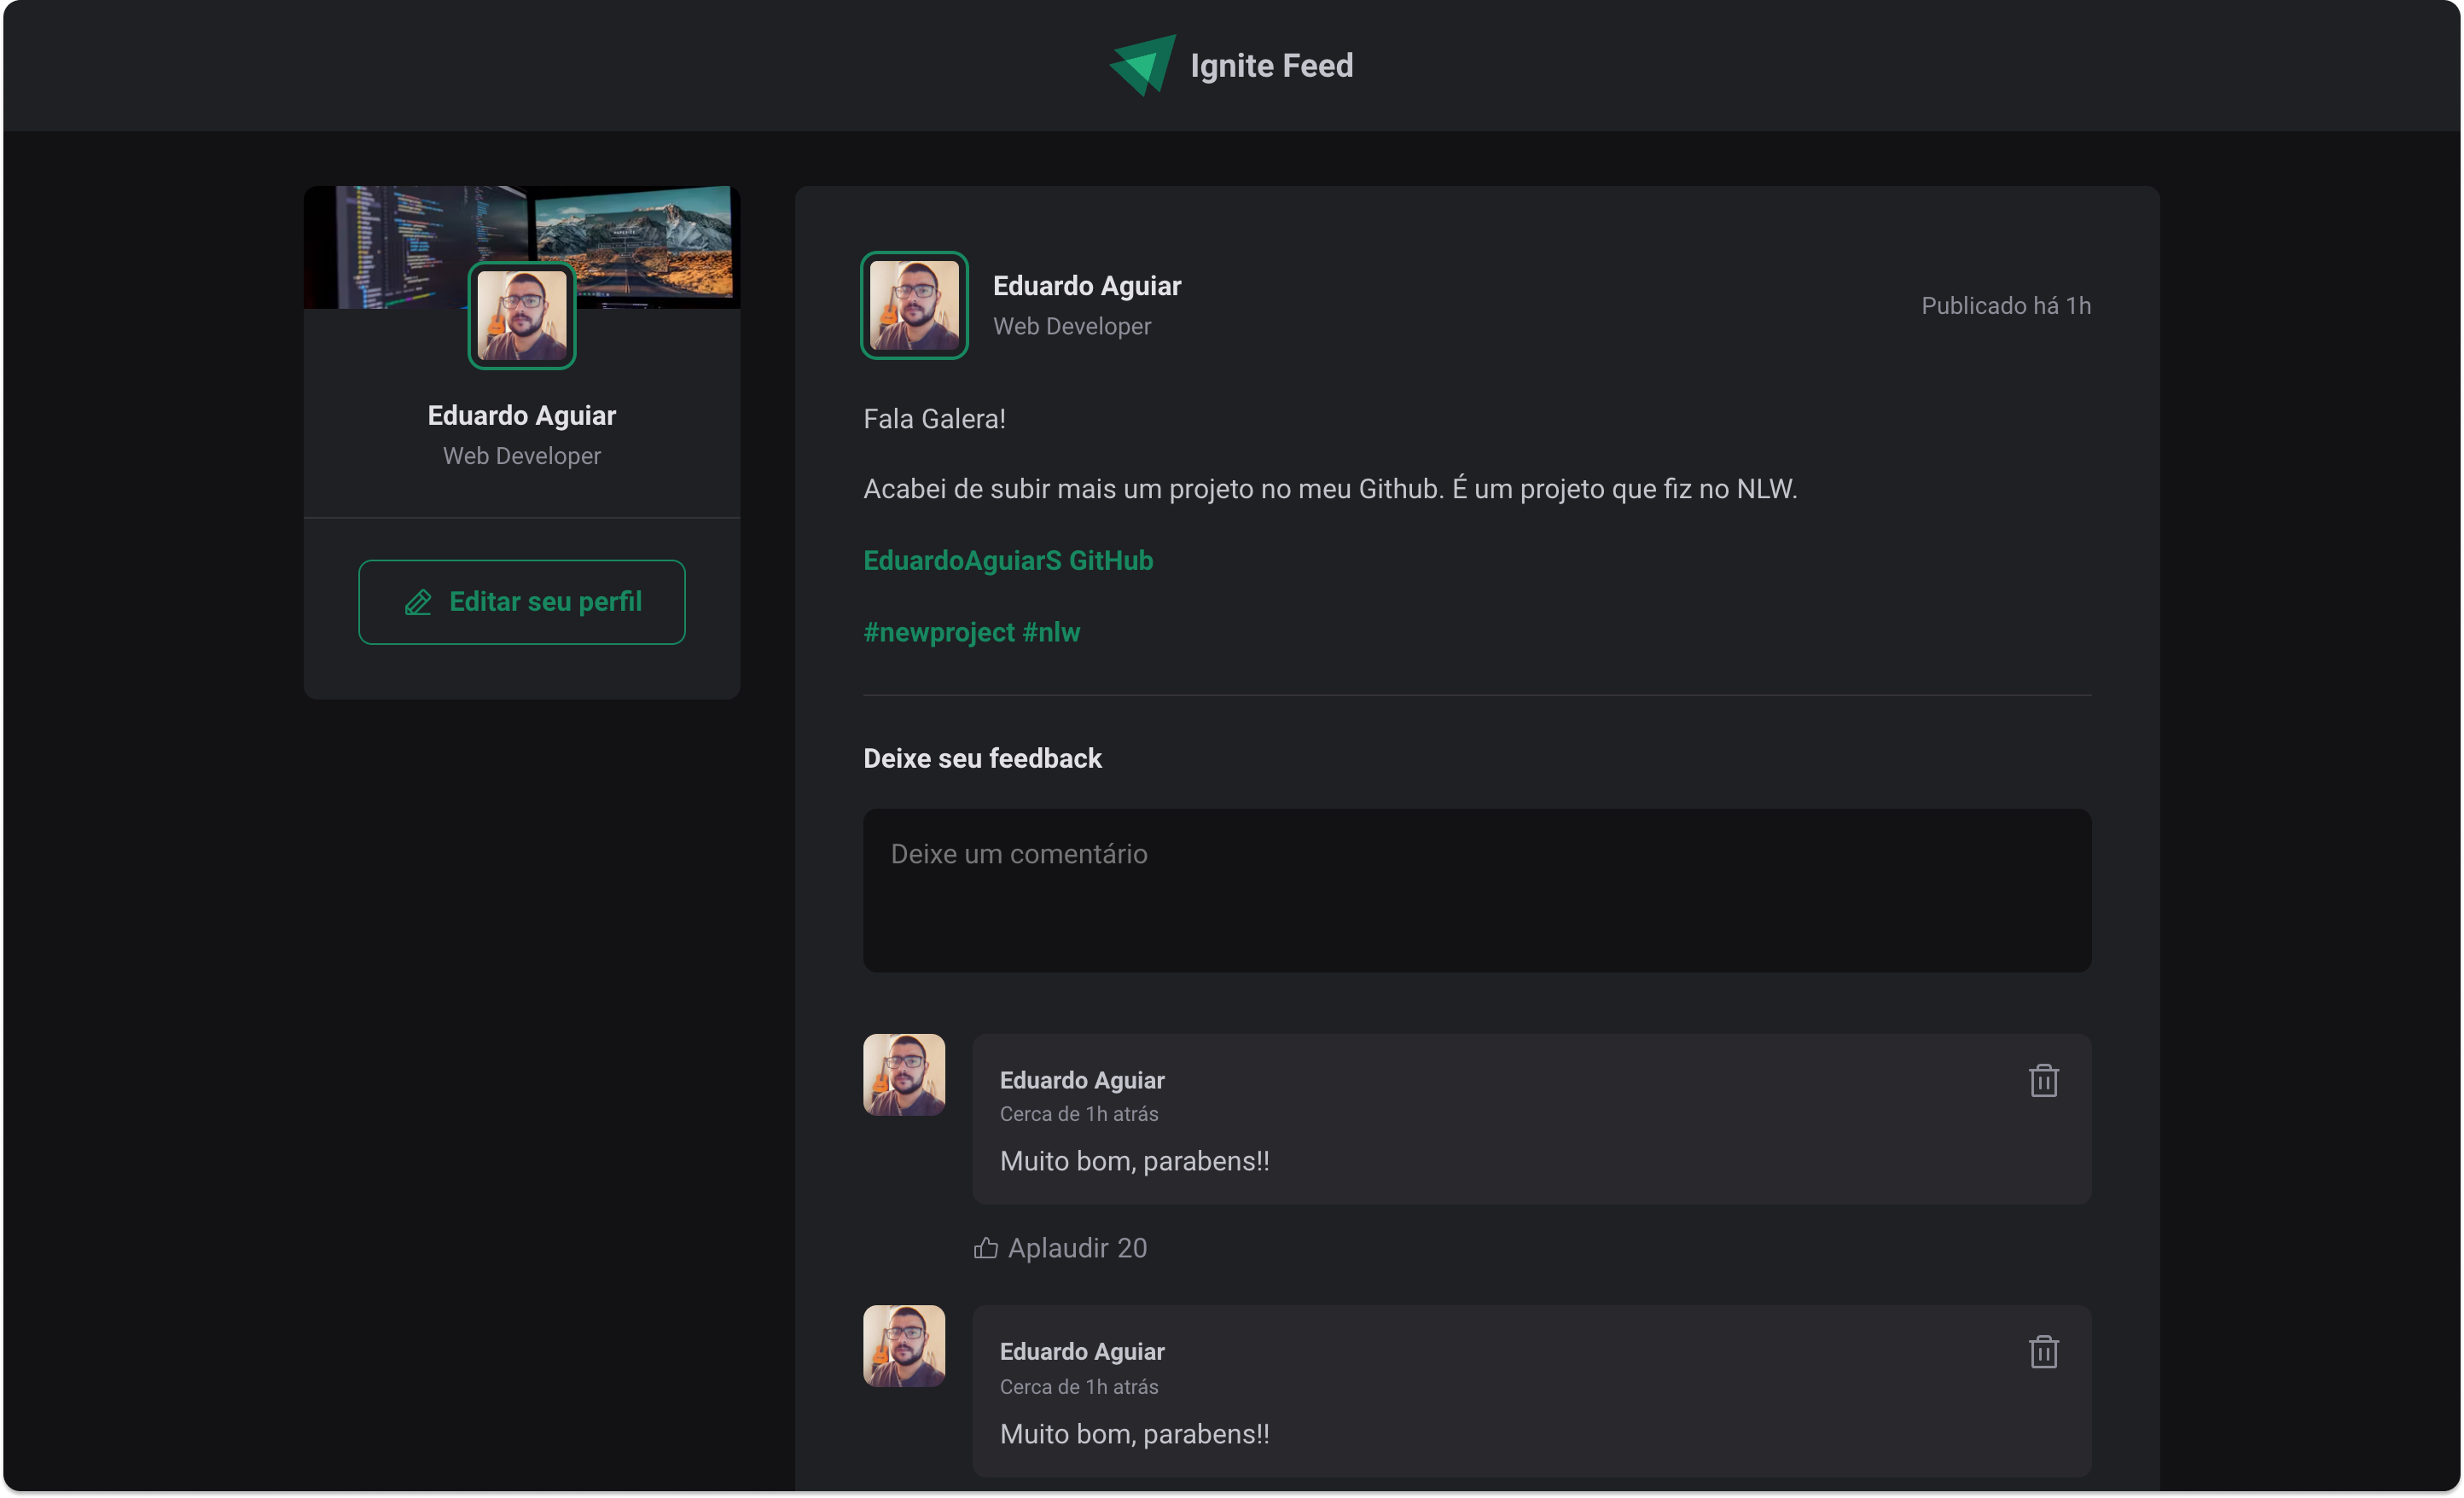 Ignite Feed
Eduardo Aguiar
Web Developer
Editar seu perfil
Eduardo Aguiar
Web Developer
Publicado há 1h
Fala Galera!
Acabei de subir mais um projeto no meu Github. É um projeto que fiz no NLW.
EduardoAguiarS GitHub
#newproject #nlw
Deixe seu feedback
Deixe um comentário
Eduardo Aguiar
Cerca de 1h atrás
Muito bom, parabens!!
Aplaudir 20
Eduardo Aguiar
Cerca de 1h atrás
Muito bom, parabens!!